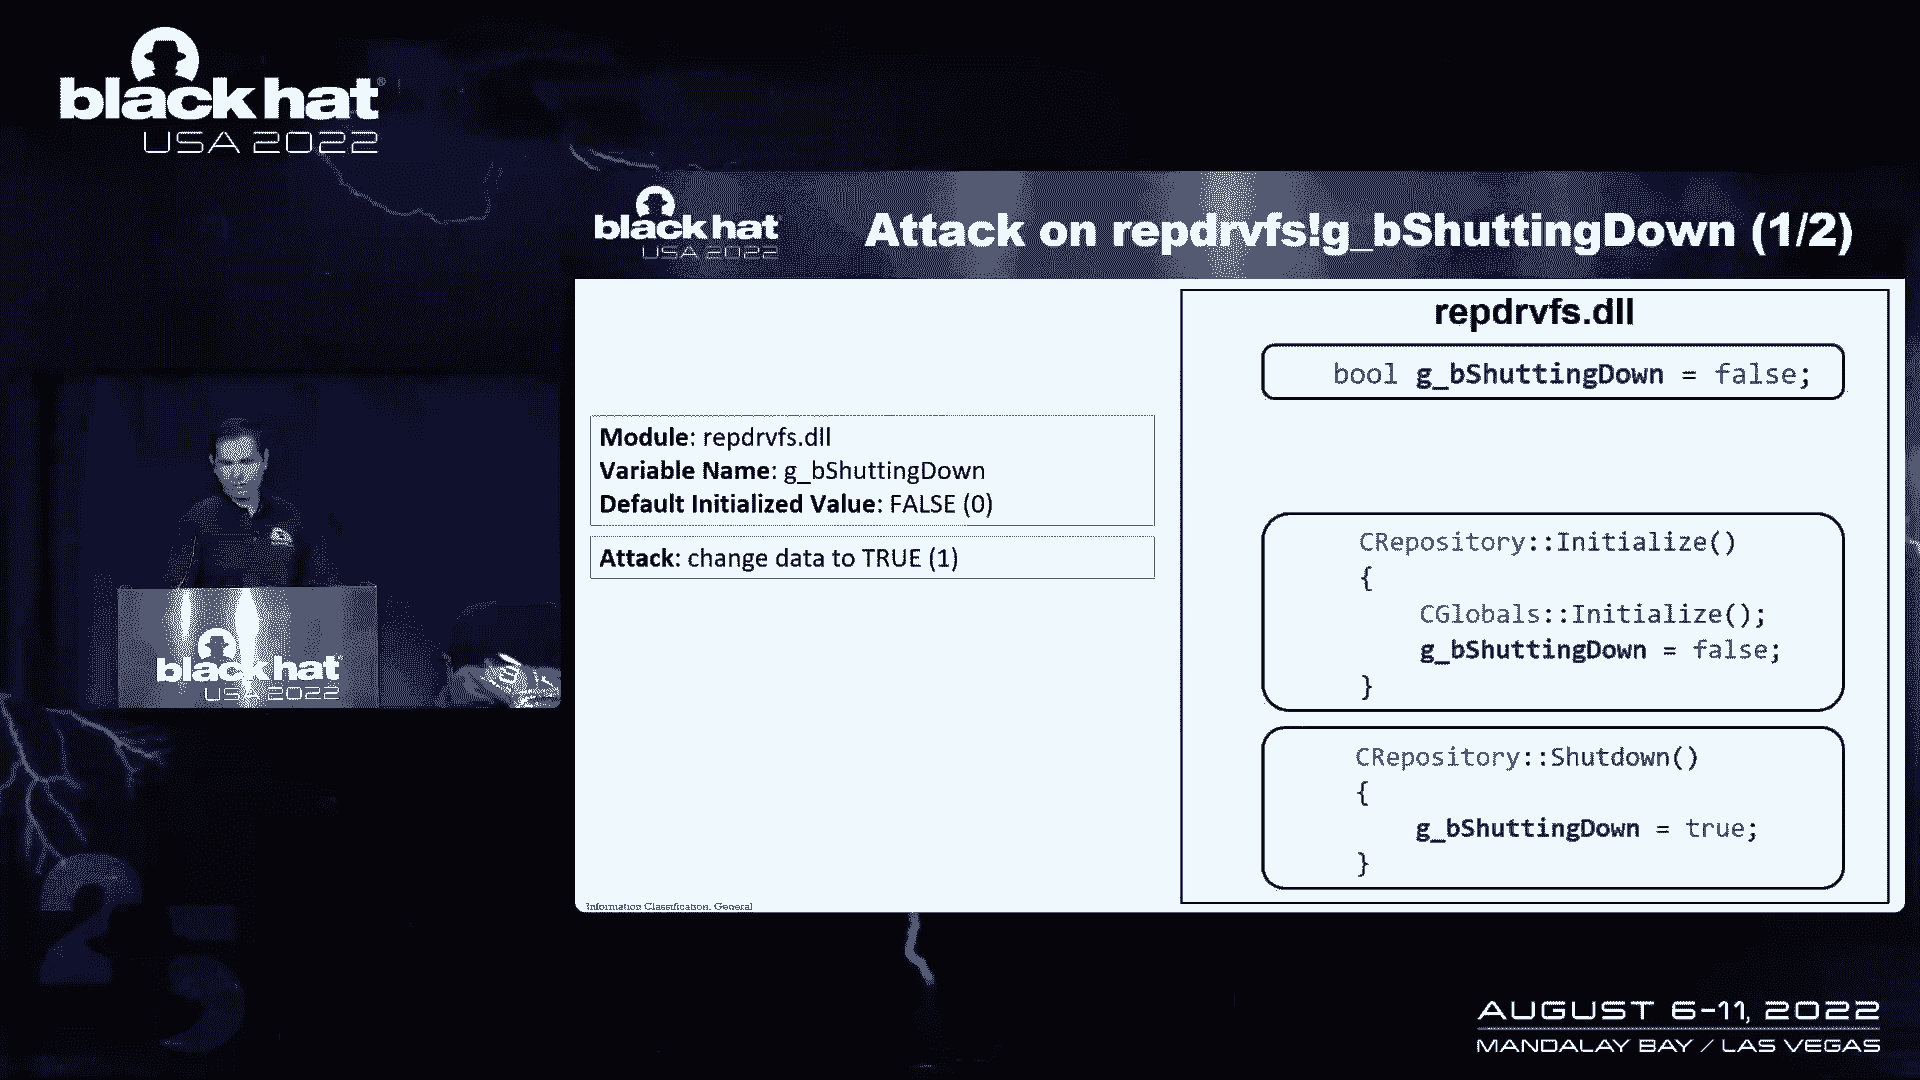 black hat®
USA 2022
black hat
USA 2022
Attack on repdrvfs!g_bShuttingDown (1/2)
Module: repdrvfs.dll
Variable Name: g_bShuttingDown
Default Initialized Value: FALSE (0)
Attack: change data to TRUE (1)
repdrvfs.dll
bool g_bShuttingDown = false;
CRepository::Initialize()
{
CGlobals::Initialize();
g_bShuttingDown = false;
}
CRepository::Shutdown()
{
g_bShuttingDown = true;
}
Information Classification: General
black hat
USA 2022
25
AUGUST 6-11, 2022
MANDALAY BAY / LAS VEGAS